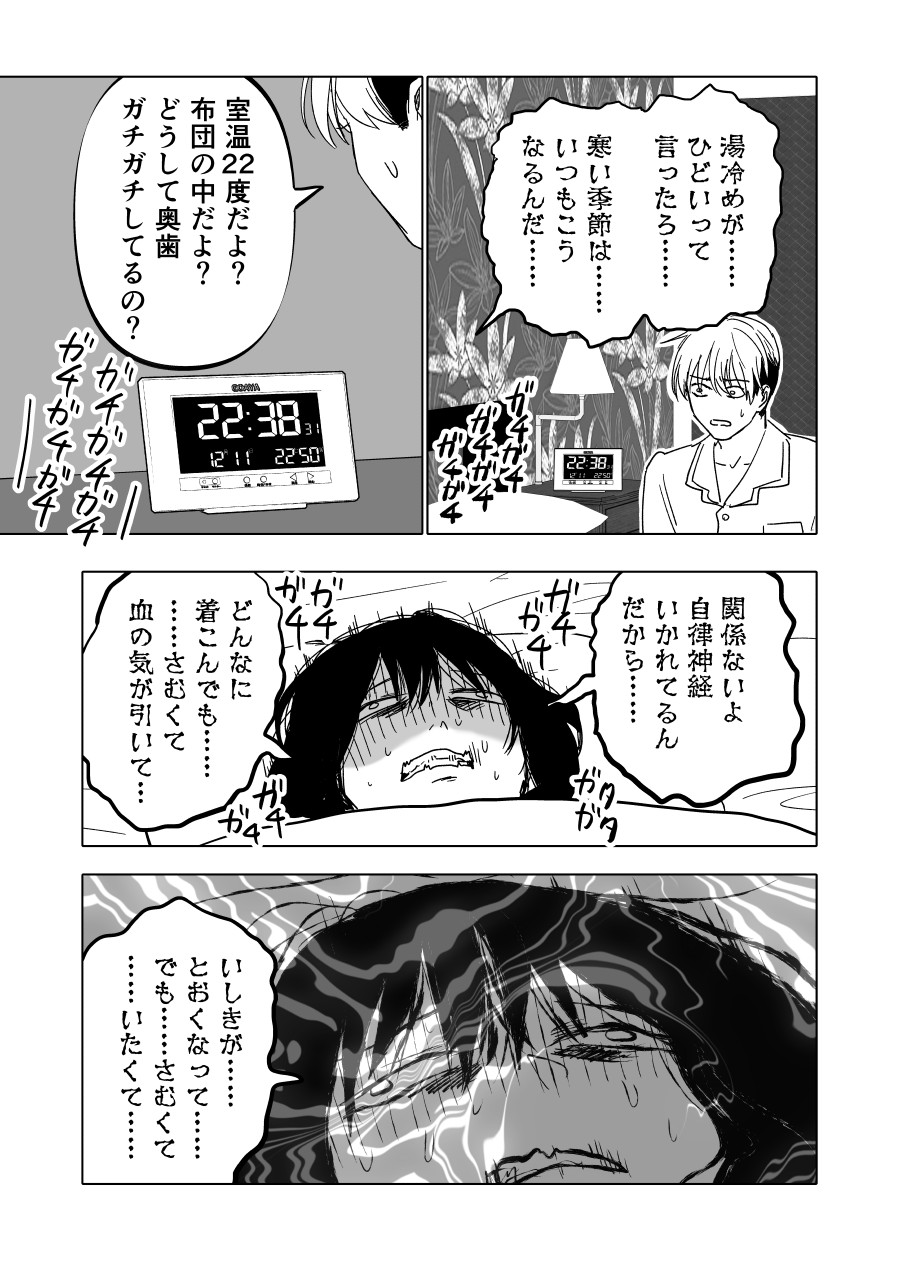 湯冷めが……
ひどいって
言ったろ……
寒い季節は……
いつもこう
なるんだ……
ガチガチ
ガチガチ
ガチガチ
室温22度だよ?
布団の中だよ?
どうして奥歯
ガチガチしてるの?
22:38 31
12 11 22:50
22:38 31
12 11 22:50
ガチガチガチ
ガチガチガチ
関係ないよ
自律神経
いかれてるん
だから……
ガチ
ガチ
ガチ
ガチ
どんなに
着こんでも……
……さむくて
血の気が引いて…
ガチ
ガチ
ガタ
ガタ
いしきが……
とおくなって……
でも……さむくて
……いたくて……